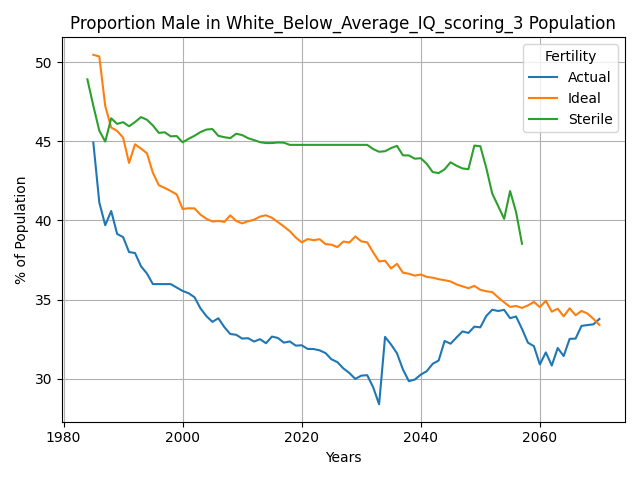 Proportion Male in White_Below_Average_IQ_scoring_3 Population
Fertility
Actual
Ideal
Sterile
% of Population
50
45
40
35
30
1980
2000
2020
2040
2060
Years